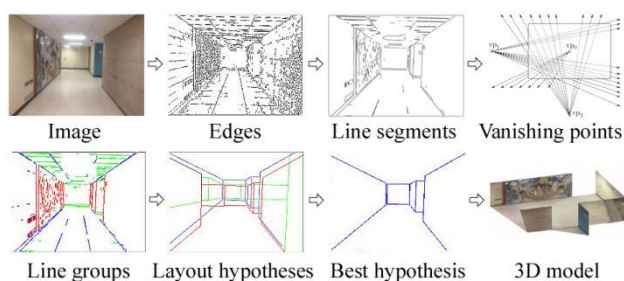 Image
Edges
Line segments
Vanishing points
vp₁
vp₃
vp₂
Line groups
Layout hypotheses
Best hypothesis
3D model